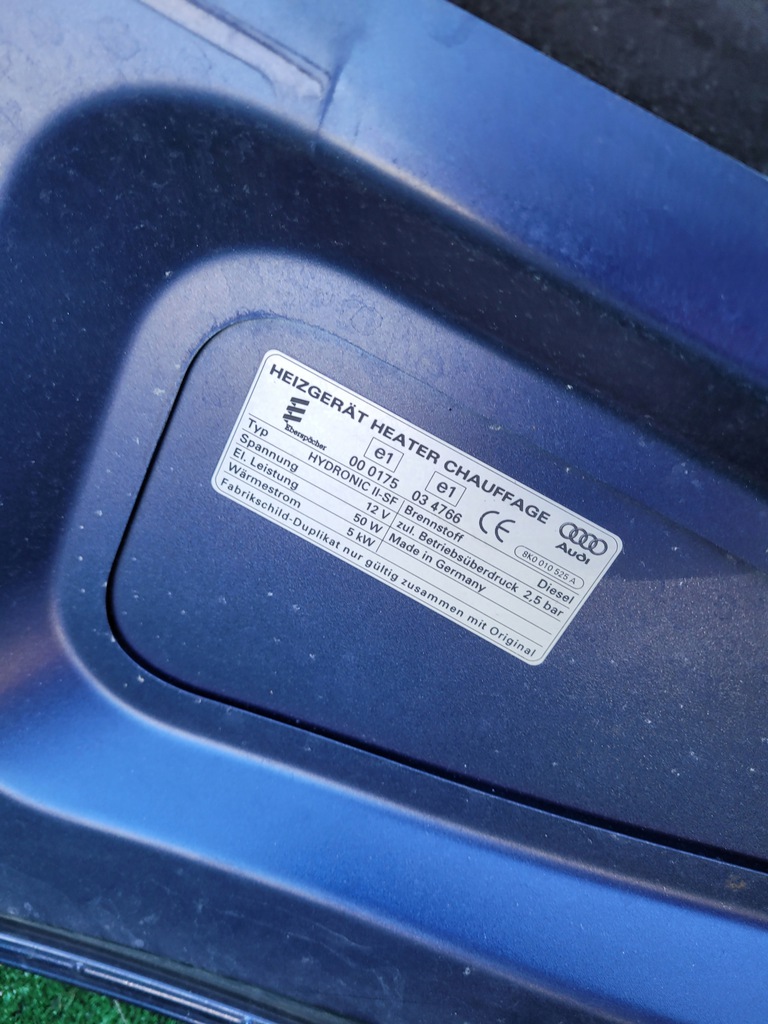 HEIZGERÄT HEATER CHAUFFAGE
Eberspächer
e1
00 0175
e1
03 4766
CE
Audi
8K0 010 525 A
Typ HYDRONIC II-SF Brennstoff Diesel
Spannung 12 V zul. Betriebsüberdruck 2,5 bar
El. Leistung 50 W Made in Germany
Wärmestrom 5 kW
Fabrikschild-Duplikat nur gültig zusammen mit Original